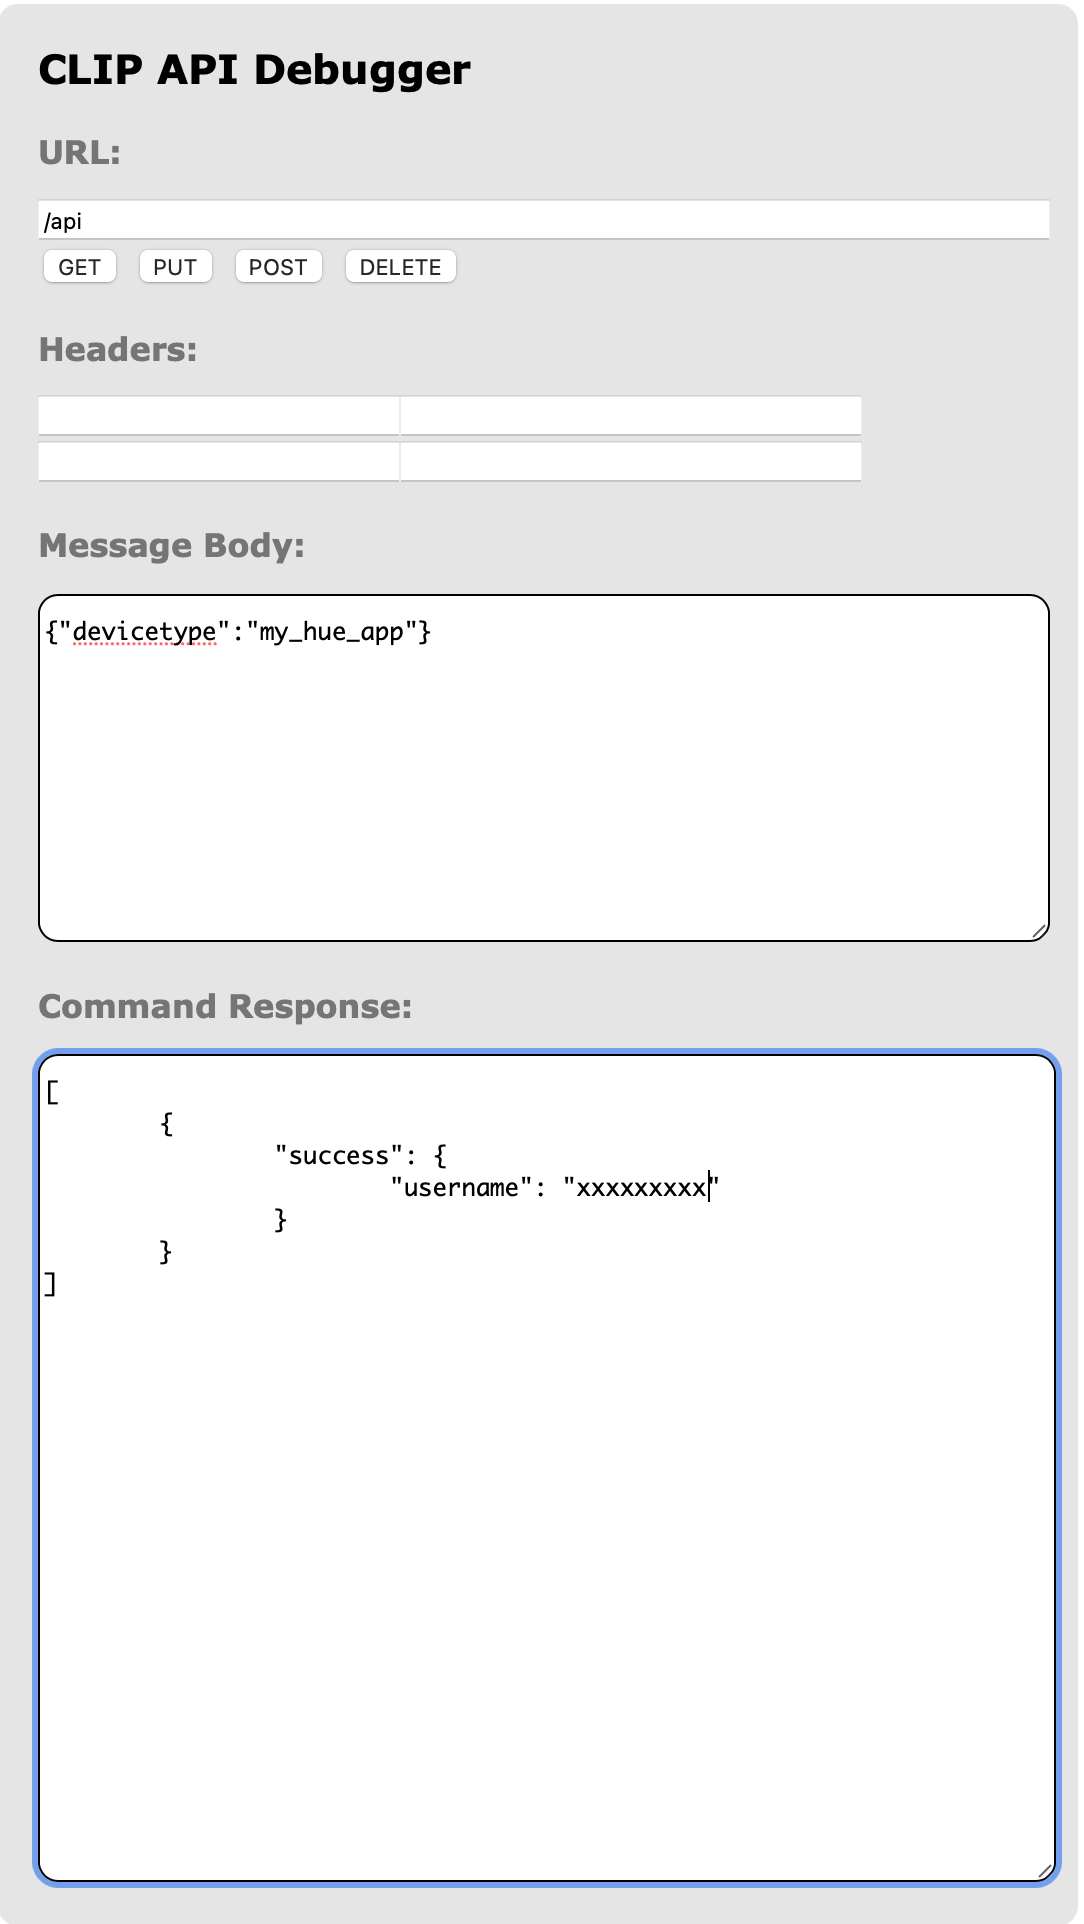 CLIP API Debugger
URL:
/api
GET PUT POST DELETE
Headers:
Message Body:
{"devicetype":"my_hue_app"}
Command Response:
[
{
"success": {
"username": "xxxxxxxxx"
}
}
]